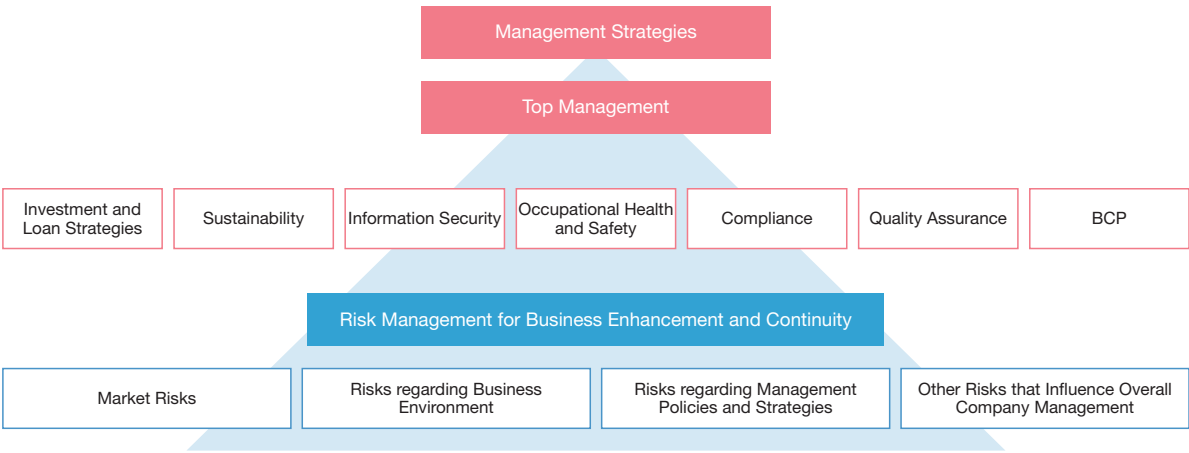 Management Strategies
Top Management
Investment and
Loan Strategies
Sustainability
Information Security
Occupational Health
and Safety
Compliance
Quality Assurance
BCP
Risk Management for Business Enhancement and Continuity
Market Risks
Risks regarding Business
Environment
Risks regarding Management
Policies and Strategies
Other Risks that Influence Overall
Company Management